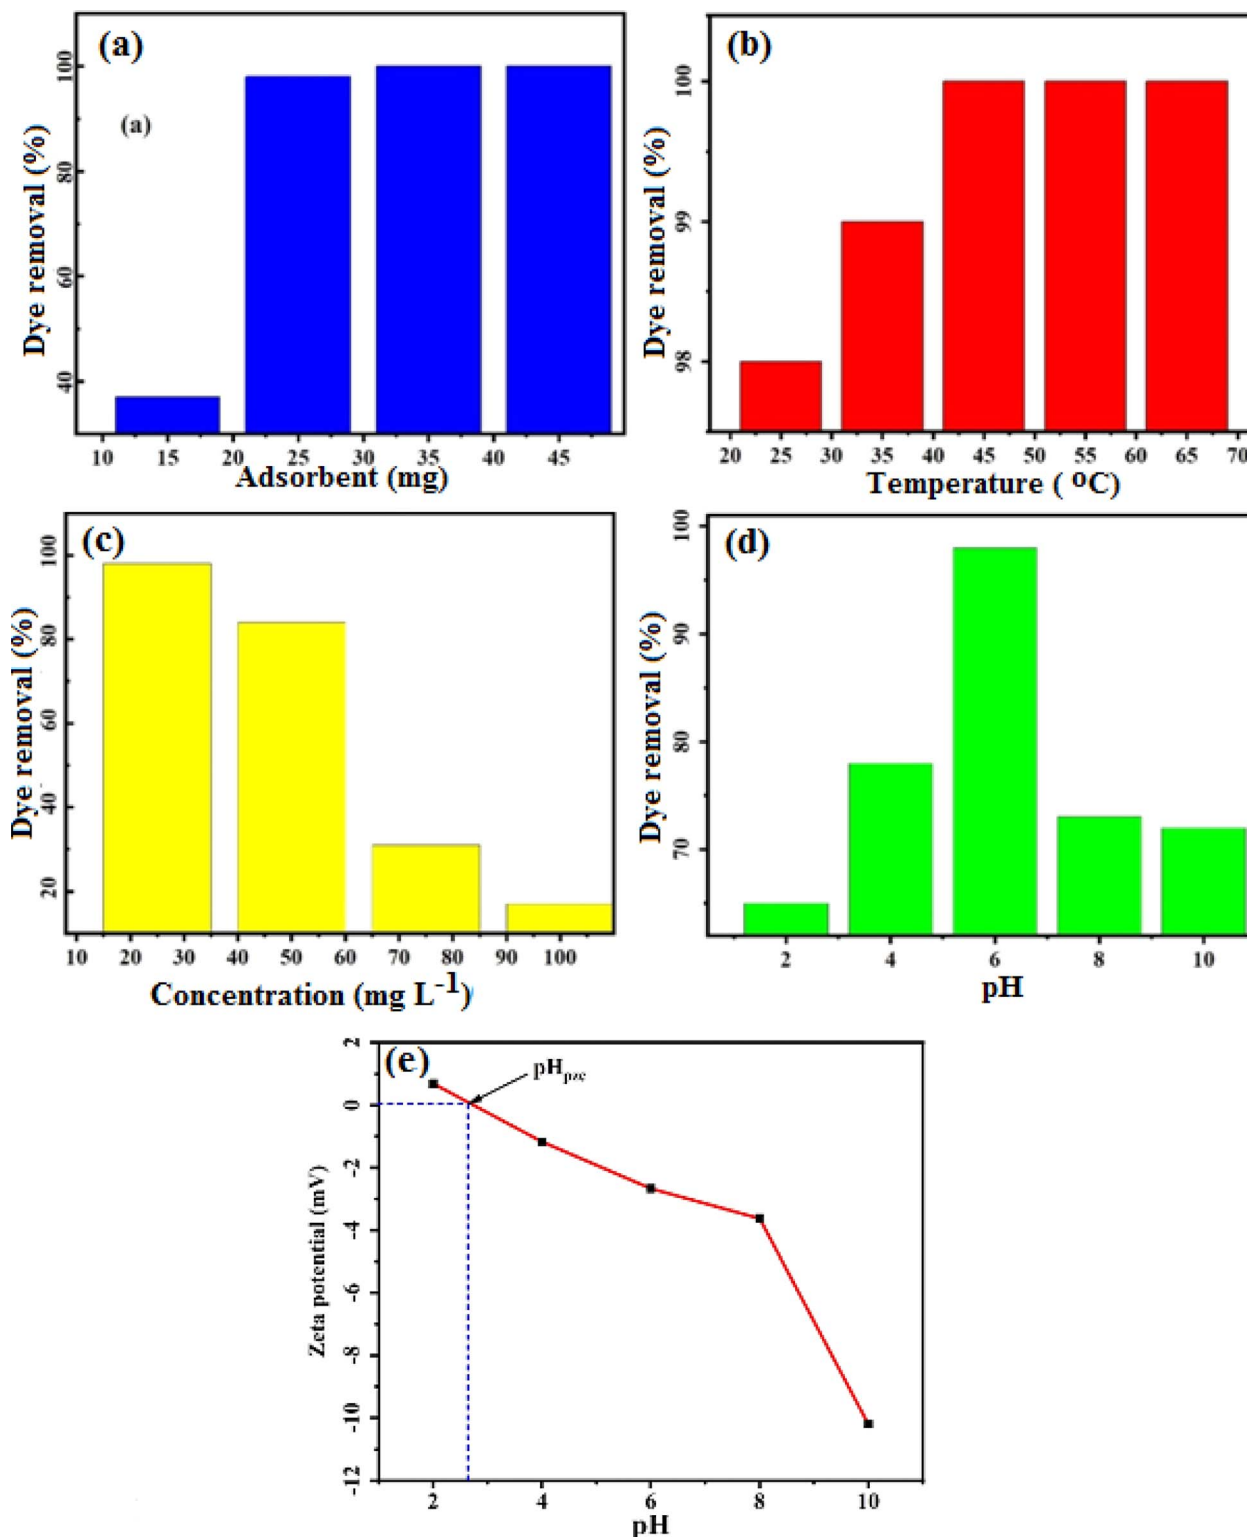 (a)
(a)
Dye removal (%)
100
80
60
40
10 15 20 25 30 35 40 45
Adsorbent (mg)
(b)
Dye removal (%)
100
99
98
20 25 30 35 40 45 50 55 60 65 70
Temperature ( ºC)
(c)
Dye removal (%)
100
80
60
40
20
10 20 30 40 50 60 70 80 90 100
Concentration (mg L⁻¹)
(d)
Dye removal (%)
100
90
80
70
2 4 6 8 10
pH
(e)
pHpzc
Zeta potential (mV)
2
0
-2
-4
-6
-8
-10
-12
2 4 6 8 10
pH